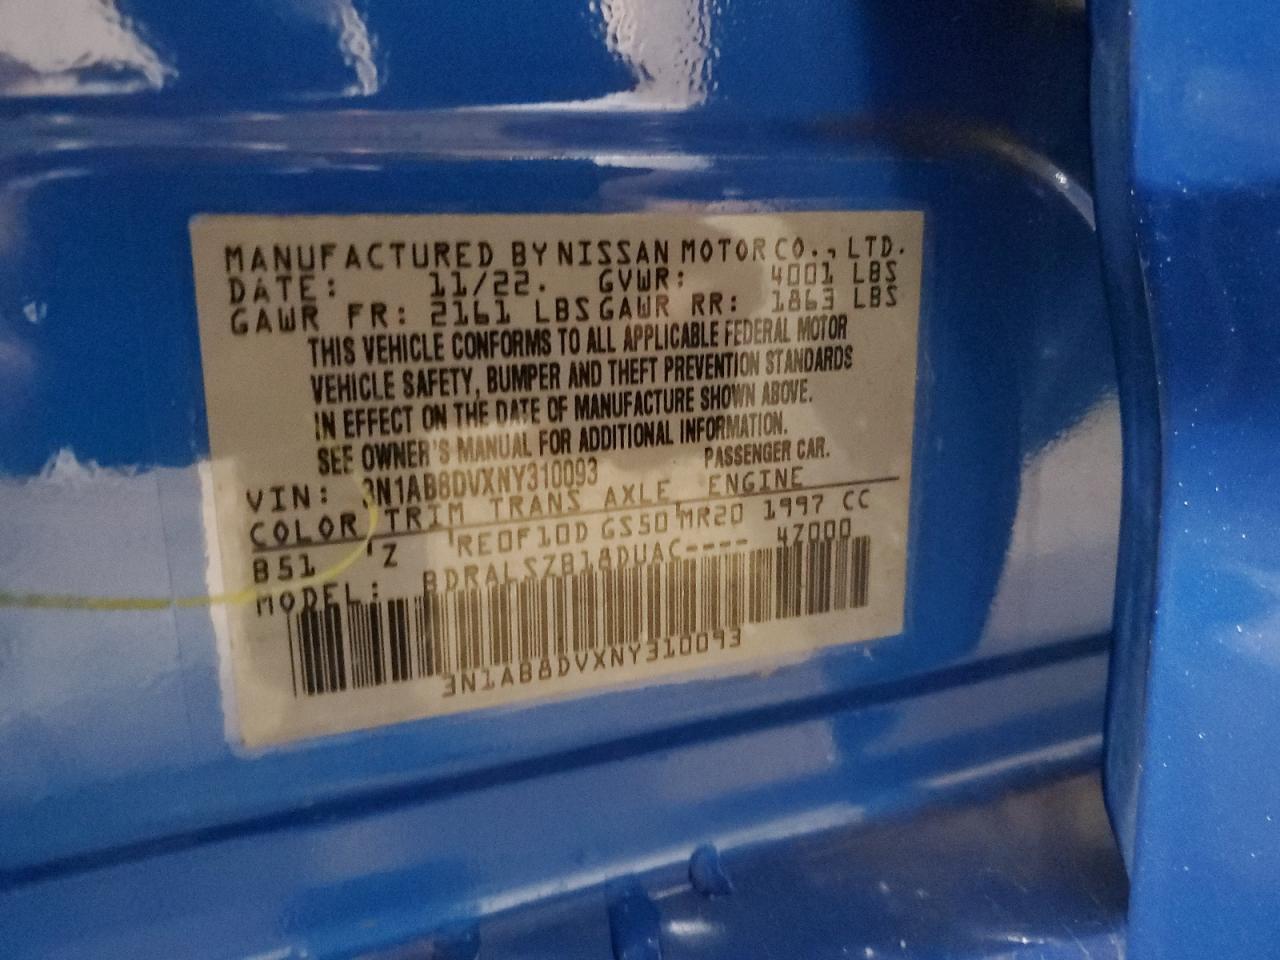 MANUFACTURED BY NISSAN MOTOR CO., LTD.
DATE: 11/22. GVWR: 4001 LBS
GAWR FR: 2161 LBS GAWR RR: 1863 LBS
THIS VEHICLE CONFORMS TO ALL APPLICABLE FEDERAL MOTOR
VEHICLE SAFETY, BUMPER AND THEFT PREVENTION STANDARDS
IN EFFECT ON THE DATE OF MANUFACTURE SHOWN ABOVE.
SEE OWNER'S MANUAL FOR ADDITIONAL INFORMATION.
VIN: 3N1AB8DVXNY310093 PASSENGER CAR.
COLOR TRIM TRANS AXLE ENGINE
B51 Z RE0F10D GS50 MR20 1997 CC
MODEL: BDRALSZB18DUAC---- 4Z000
3N1AB8DVXNY310093